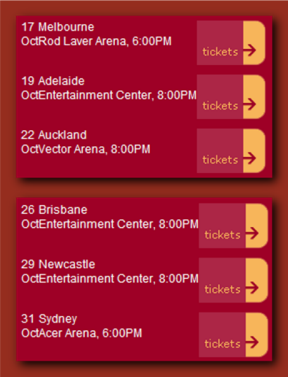 17 Melbourne
OctRod Laver Arena, 6:00PM
tickets
19 Adelaide
OctEntertainment Center, 8:00PM
tickets
22 Auckland
OctVector Arena, 8:00PM
tickets
26 Brisbane
OctEntertainment Center, 8:00PM
tickets
29 Newcastle
OctEntertainment Center, 8:00PM
tickets
31 Sydney
OctAcer Arena, 6:00PM
tickets